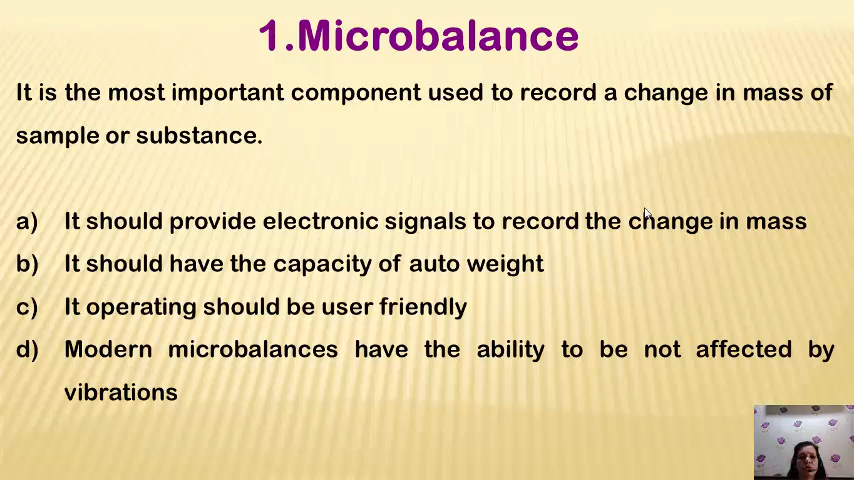 1.Microbalance
It is the most important component used to record a change in mass of
sample or substance.
a) It should provide electronic signals to record the change in mass
b) It should have the capacity of auto weight
c) It operating should be user friendly
d) Modern microbalances have the ability to be not affected by
vibrations